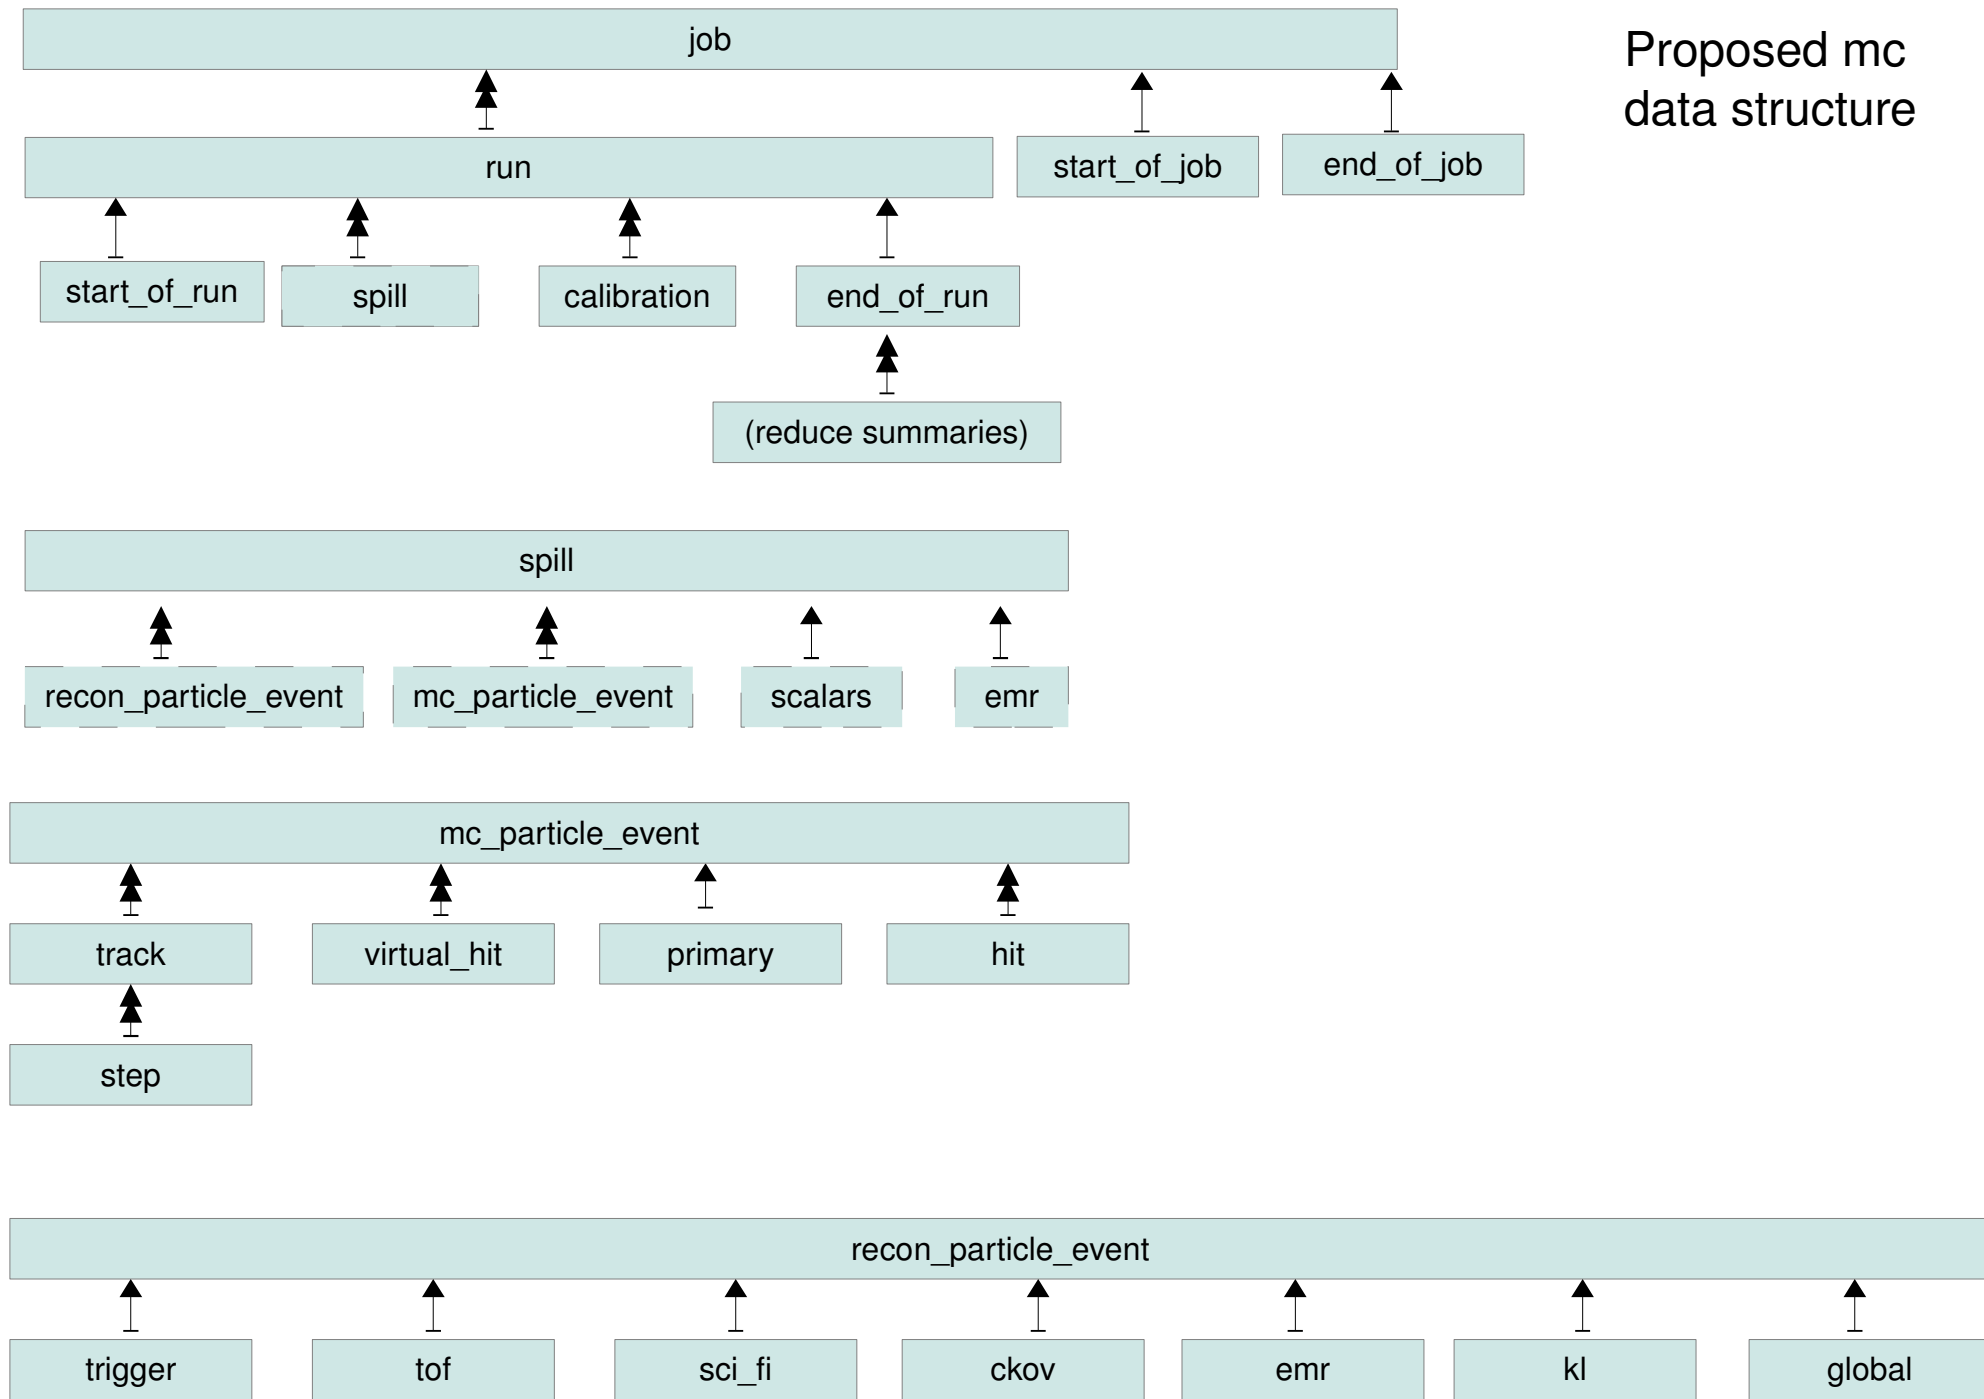 job
Proposed mc
data structure
run
start_of_job
end_of_job
start_of_run
spill
calibration
end_of_run
(reduce summaries)
spill
recon_particle_event
mc_particle_event
scalars
emr
mc_particle_event
track
virtual_hit
primary
hit
step
recon_particle_event
trigger
tof
sci_fi
ckov
emr
kl
global